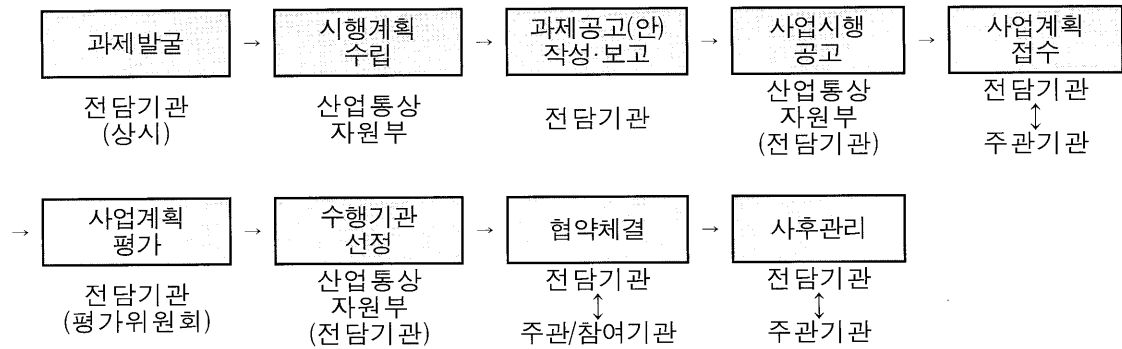 과제발굴 → 시행계획 수립 → 과제공고(안) 작성·보고 → 사업시행 공고 → 사업계획 접수
전담기관 (상시)
산업통상 자원부
전담기관
산업통상 자원부 (전담기관)
전담기관 ↕ 주관기관
→ 사업계획 평가 → 수행기관 선정 → 협약체결 → 사후관리
전담기관 (평가위원회)
산업통상 자원부 (전담기관)
전담기관 ↕ 주관/참여기관
전담기관 ↕ 주관기관